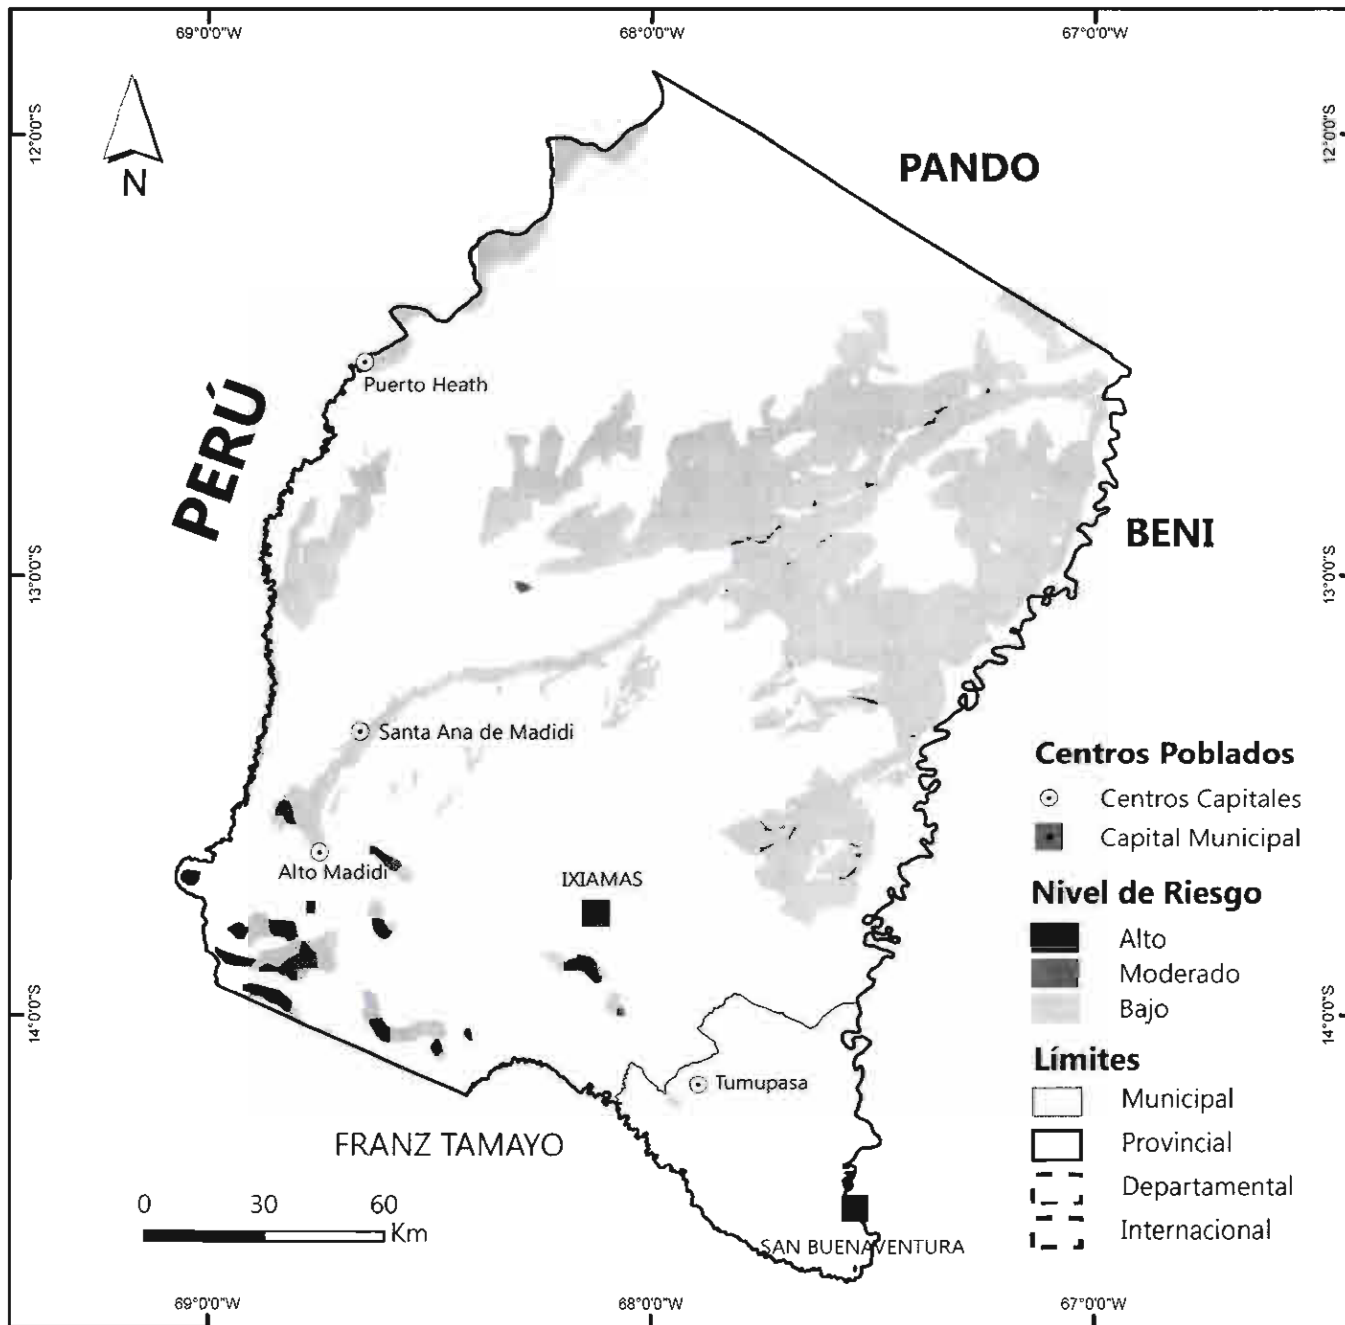 69°0'0"W
68°0'0"W
67°0'0"W
12°0'0"S
12°0'0"S
N
PANDO
PERÚ
Puerto Heath
BENI
13°0'0"S
13°0'0"S
Santa Ana de Madidi
Alto Madidi
IXIAMAS
14°0'0"S
14°0'0"S
Tumupasa
FRANZ TAMAYO
SAN BUENAVENTURA
0 30 60
Km
Centros Poblados
Centros Capitales
Capital Municipal
Nivel de Riesgo
Alto
Moderado
Bajo
Límites
Municipal
Provincial
Departamental
Internacional
69°0'0"W
68°0'0"W
67°0'0"W